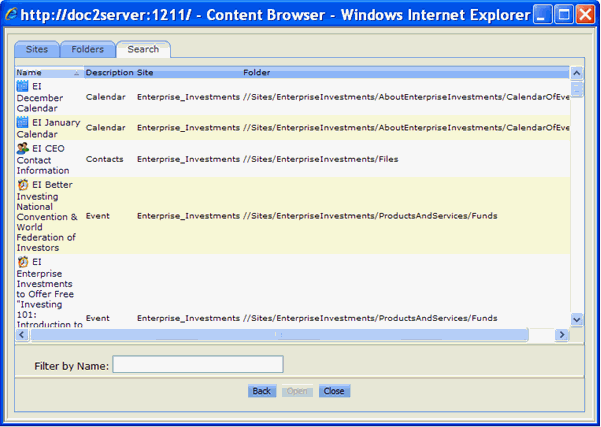 http://doc2server:1211/ - Content Browser - Windows Internet Explorer
Sites Folders Search
Name Description Site Folder
EI
December
Calendar
Calendar Enterprise_Investments //Sites/EnterpriseInvestments/AboutEnterpriseInvestments/CalendarOfEve
EI January
Calendar
Calendar Enterprise_Investments //Sites/EnterpriseInvestments/AboutEnterpriseInvestments/CalendarOfEve
EI CEO
Contact
Information
Contacts Enterprise_Investments //Sites/EnterpriseInvestments/Files
EI Better
Investing
National
Convention &
World
Federation of
Investors
Event Enterprise_Investments //Sites/EnterpriseInvestments/ProductsAndServices/Funds
EI
Enterprise
Investments
to Offer Free
"Investing
101:
Introduction to
Event Enterprise_Investments //Sites/EnterpriseInvestments/ProductsAndServices/Funds
Filter by Name:
Back Open Close